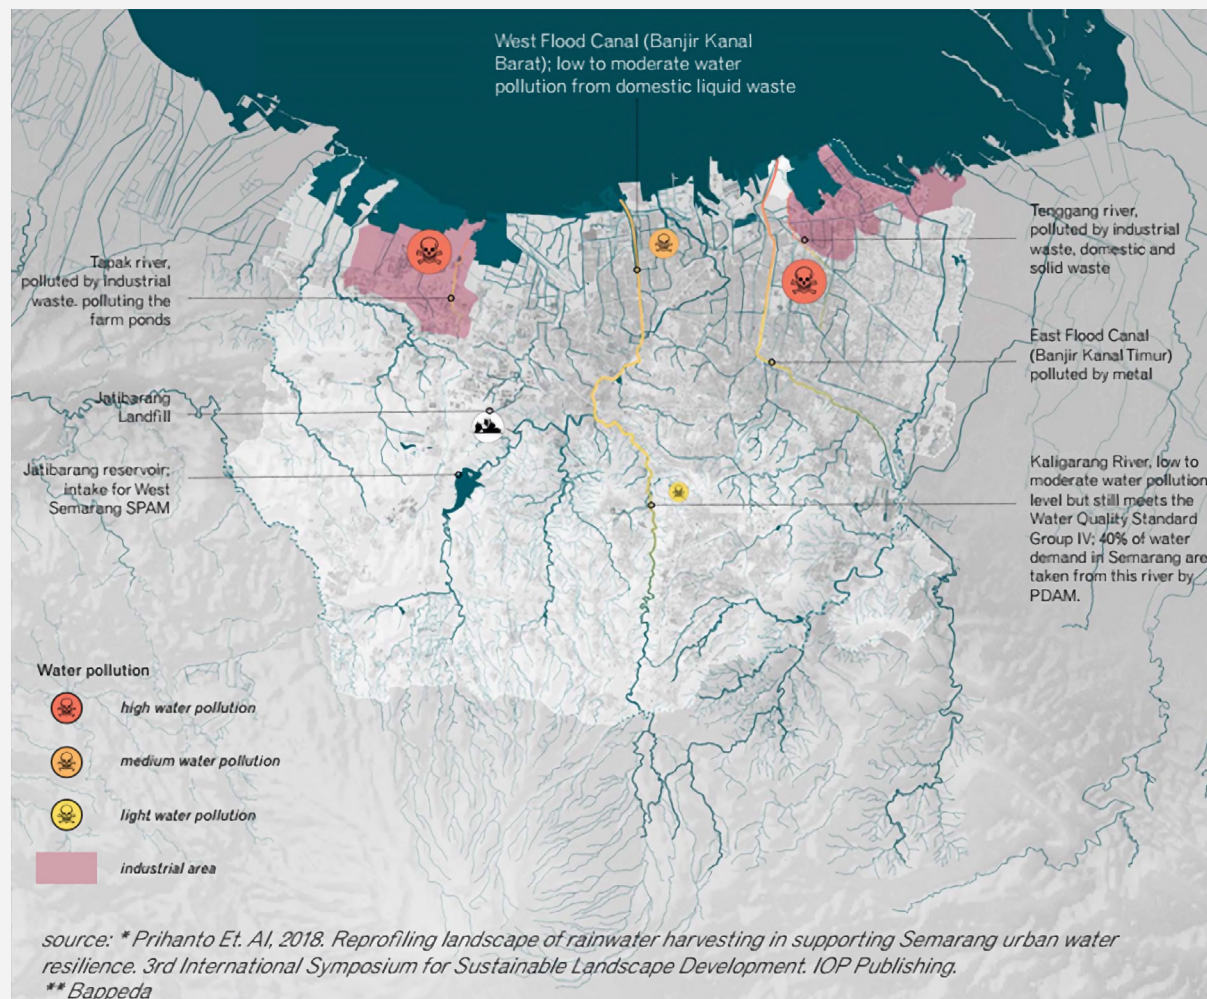 West Flood Canal (Banjir Kanal
Barat); low to moderate water
pollution from domestic liquid waste
Tapak river,
polluted by industrial
waste. polluting the
farm ponds
Jatibarang
Landfill
Jatibarang reservoir;
intake for West
Semarang SPAM
Tenggang river,
polluted by industrial
waste, domestic and
solid waste
East Flood Canal
(Banjir Kanal Timur)
polluted by metal
Kaligarang River, low to
moderate water pollution
level but still meets the
Water Quality Standard
Group IV; 40% of water
demand in Semarang are
taken from this river by
PDAM.
Water pollution
high water pollution
medium water pollution
light water pollution
industrial area
source: * Prihanto Et. Al, 2018. Reprofiling landscape of rainwater harvesting in supporting Semarang urban water
resilience. 3rd International Symposium for Sustainable Landscape Development. IOP Publishing.
** Bappeda